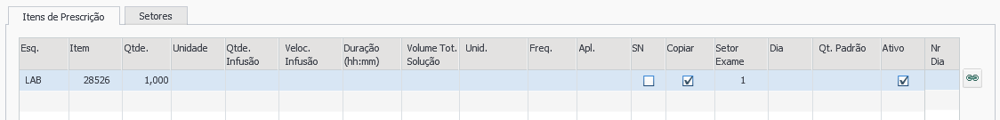 Itens de Prescrição Setores
Esq. Item Qtde. Unidade Qtde. Infusão Veloc. Infusão Duração (hh:mm) Volume Tot. Solução Unid. Freq. Apl. SN Copiar Setor Exame Dia Qt. Padrão Ativo Nr Dia
LAB 28526 1,000 1